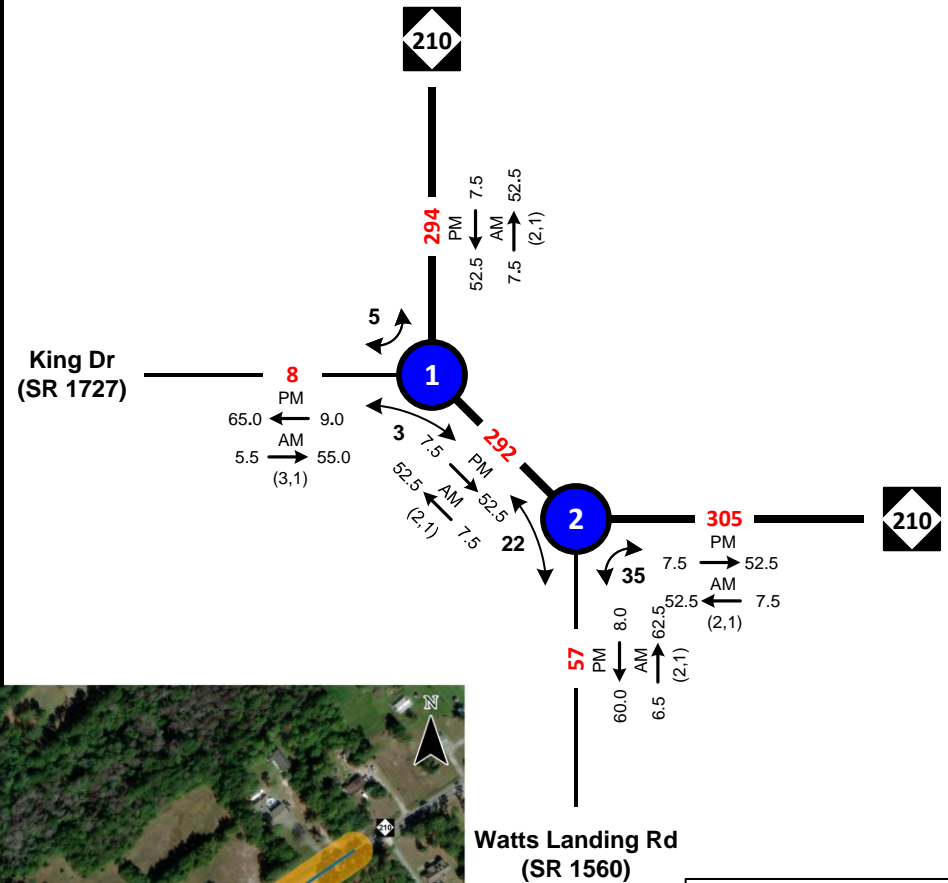 210
294
PM
7.5
52.5
AM
52.5
7.5
(2,1)
5
King Dr
(SR 1727)
8
PM
65.0
9.0
AM
5.5
55.0
(3,1)
1
3
292
7.5
PM
52.5
52.5
AM
7.5
(2,1)
22
2
305
210
PM
7.5
52.5
AM
52.5
7.5
(2,1)
35
57
PM
8.0
60.0
AM
62.5
6.5
(2,1)
N
210
Watts Landing Rd
(SR 1560)